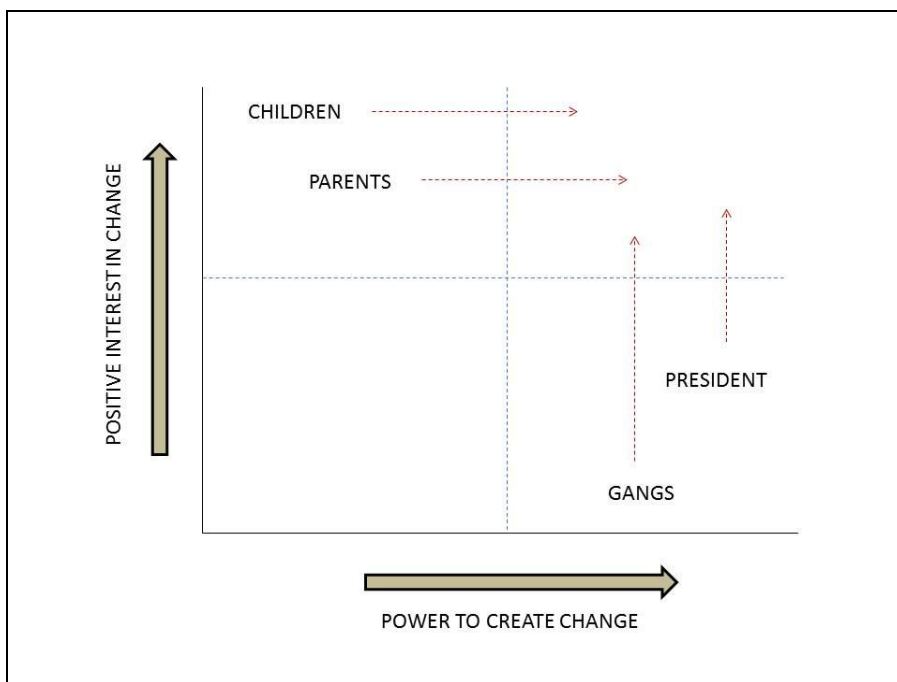 CHILDREN
PARENTS
POSITIVE INTEREST IN CHANGE
PRESIDENT
GANGS
POWER TO CREATE CHANGE